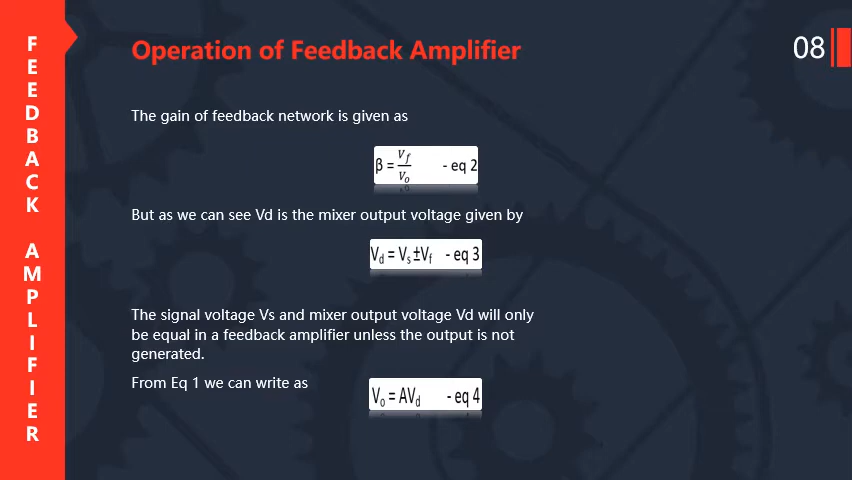 FEEDBACK AMPLIFIER
Operation of Feedback Amplifier
08
The gain of feedback network is given as
β = Vf/Vo - eq 2
But as we can see Vd is the mixer output voltage given by
Vd = Vs ± Vf - eq 3
The signal voltage Vs and mixer output voltage Vd will only
be equal in a feedback amplifier unless the output is not
generated.
From Eq 1 we can write as
Vo = AVd - eq 4